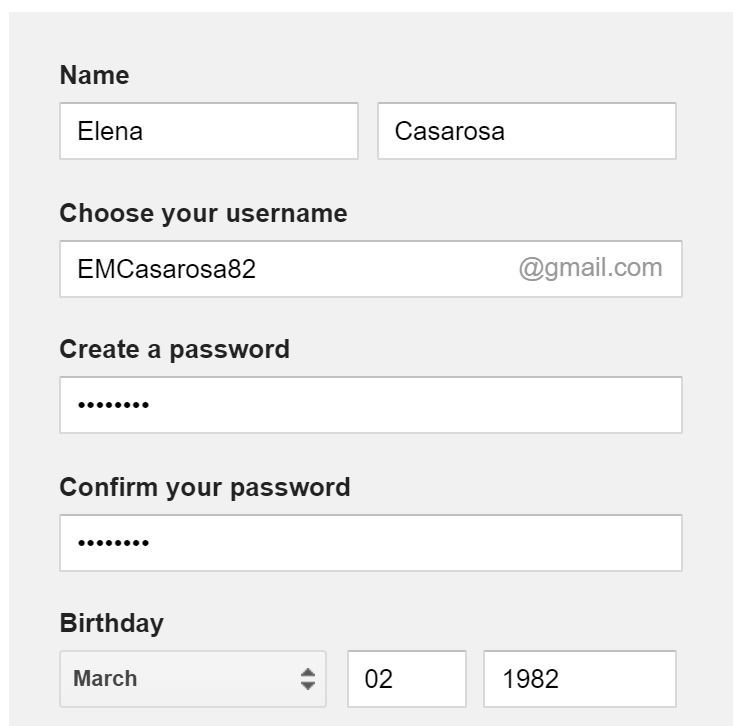 Name
Elena Casarosa
Choose your username
EMCasarosa82 @gmail.com
Create a password
••••••••
Confirm your password
••••••••
Birthday
March 02 1982